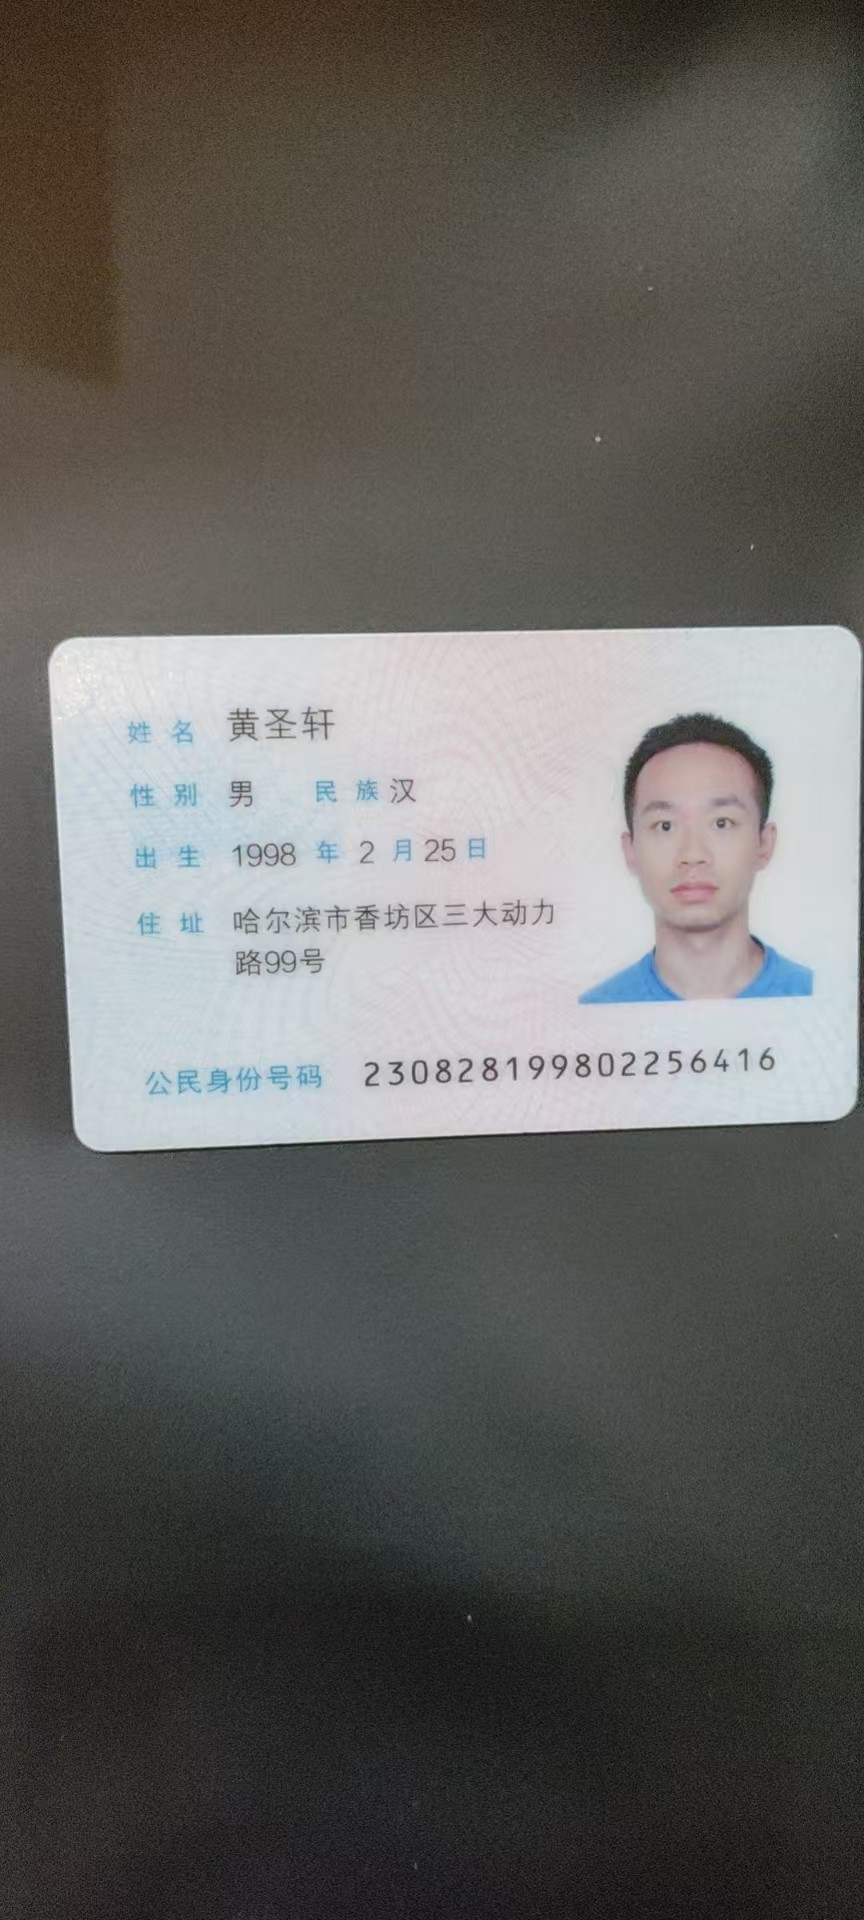 姓名 黄圣轩
性别 男 民族 汉
出生 1998 年 2 月 25 日
住址 哈尔滨市香坊区三大动力
路99号
公民身份号码 230828199802256416